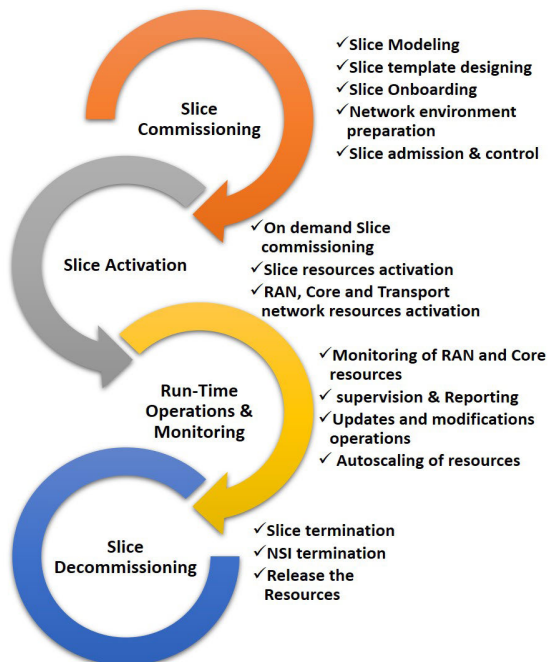 Slice
Commissioning
✓Slice Modeling
✓Slice template designing
✓Slice Onboarding
✓Network environment
preparation
✓Slice admission & control
Slice Activation
✓On demand Slice
commissioning
✓Slice resources activation
✓RAN, Core and Transport
network resources activation
Run-Time
Operations &
Monitoring
✓Monitoring of RAN and Core
resources
✓ supervision & Reporting
✓Updates and modifications
operations
✓ Autoscaling of resources
Slice
Decommissioning
✓Slice termination
✓NSI termination
✓Release the
Resources